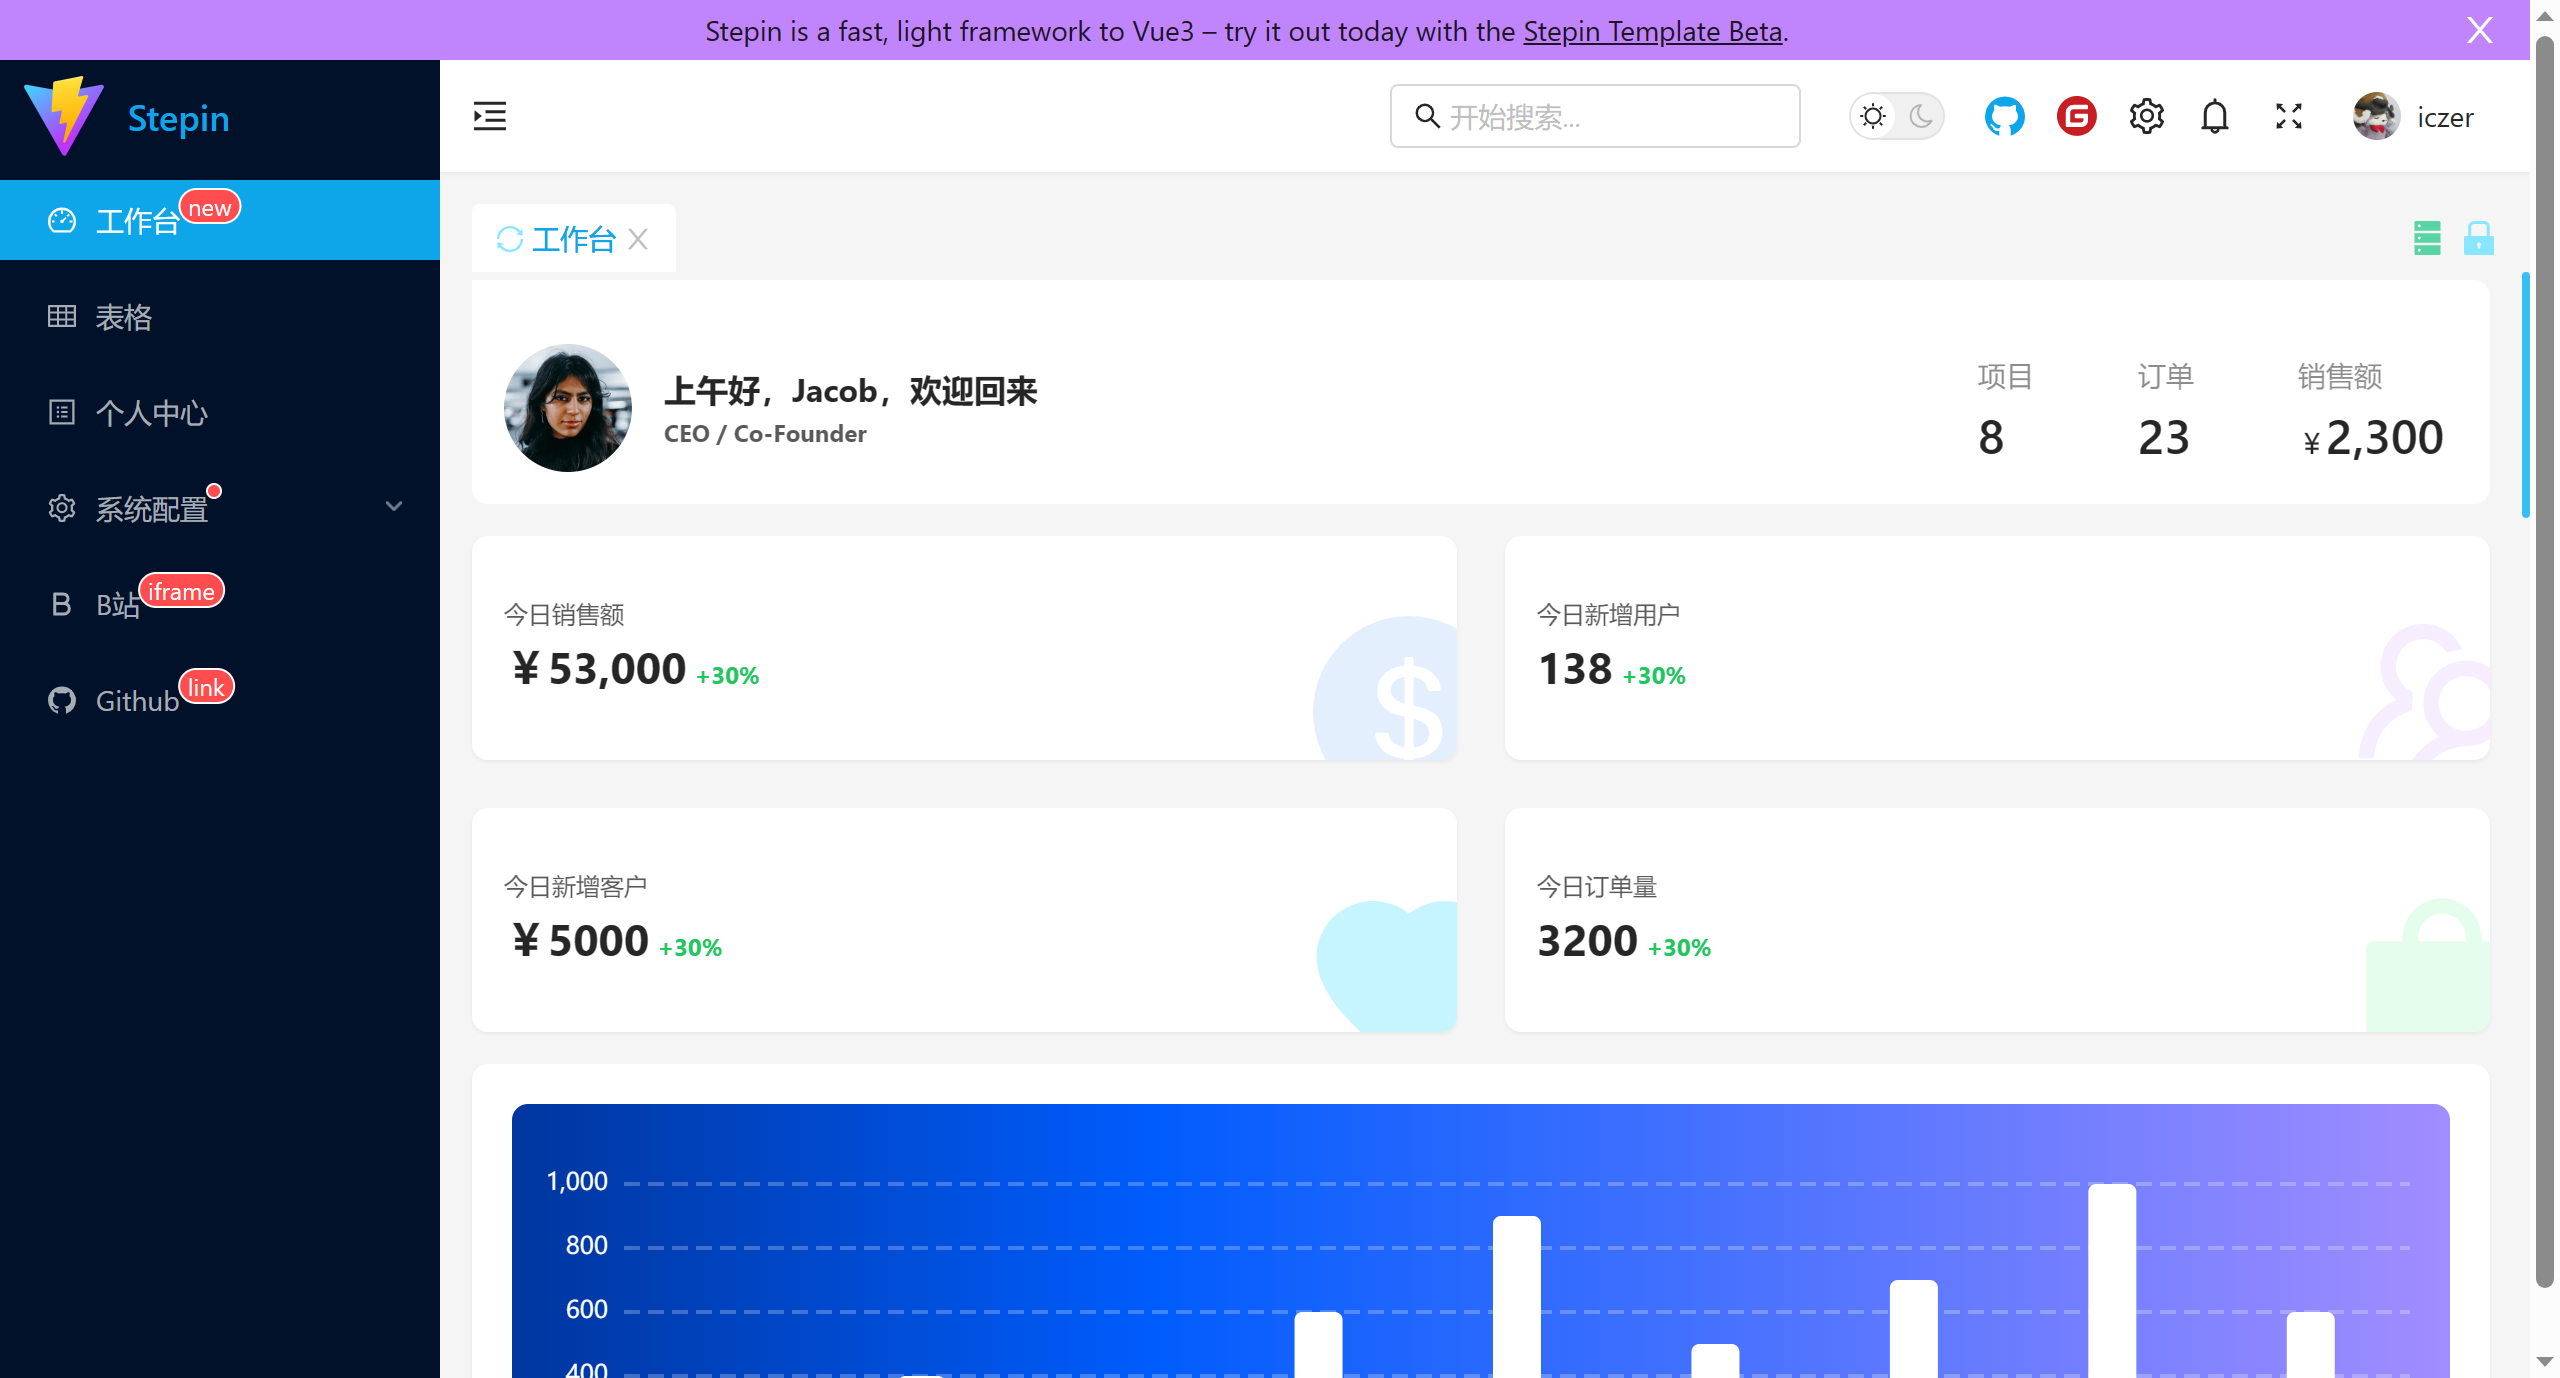 Stepin is a fast, light framework to Vue3 – try it out today with the Stepin Template Beta.
Stepin
开始搜索...
iczer
工作台 new
表格
个人中心
系统配置
B站 iframe
Github link
工作台
上午好，Jacob，欢迎回来
CEO / Co-Founder
项目
8
订单
23
销售额
¥ 2,300
今日销售额
¥ 53,000 +30%
今日新增用户
138 +30%
今日新增客户
¥ 5000 +30%
今日订单量
3200 +30%
1,000
800
600
400